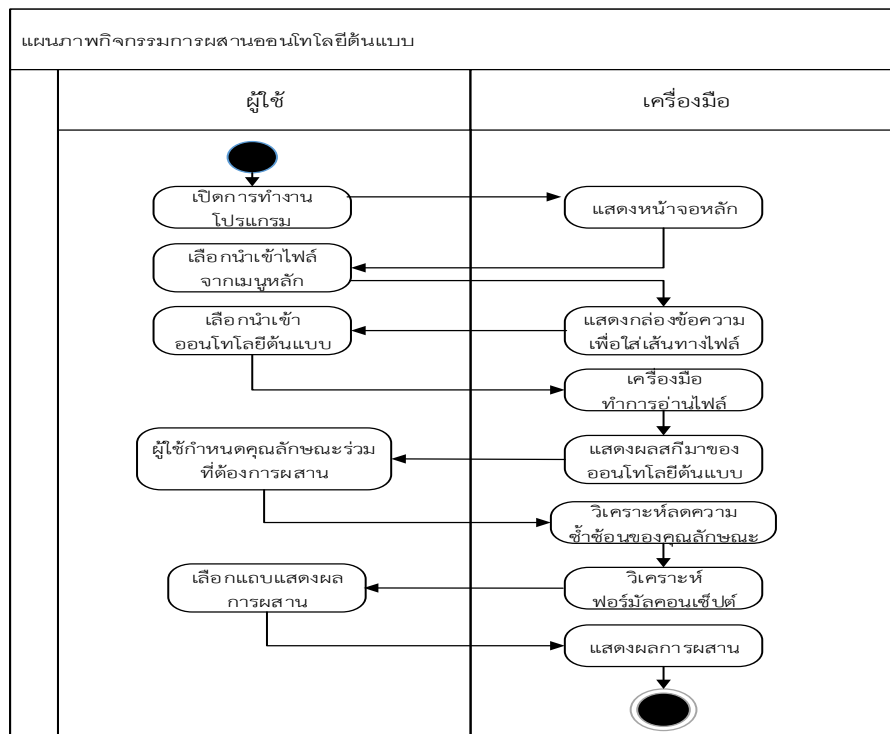 แผนภาพกิจกรรมการผสานออนโทโลยีต้นแบบ
ผู้ใช้
เครื่องมือ
เปิดการทำงาน
โปรแกรม
แสดงหน้าจอหลัก
เลือกนำเข้าไฟล์
จากเมนูหลัก
แสดงกล่องข้อความ
เพื่อใส่เส้นทางไฟล์
เลือกนำเข้า
ออนโทโลยีต้นแบบ
เครื่องมือ
ทำการอ่านไฟล์
แสดงผลสกีมาของ
ออนโทโลยีต้นแบบ
ผู้ใช้กำหนดคุณลักษณะร่วม
ที่ต้องการผสาน
วิเคราะห์ลดความ
ซ้ำซ้อนของคุณลักษณะ
วิเคราะห์
ฟอร์มัลคอนเซ็ปต์
เลือกแถบแสดงผล
การผสาน
แสดงผลการผสาน